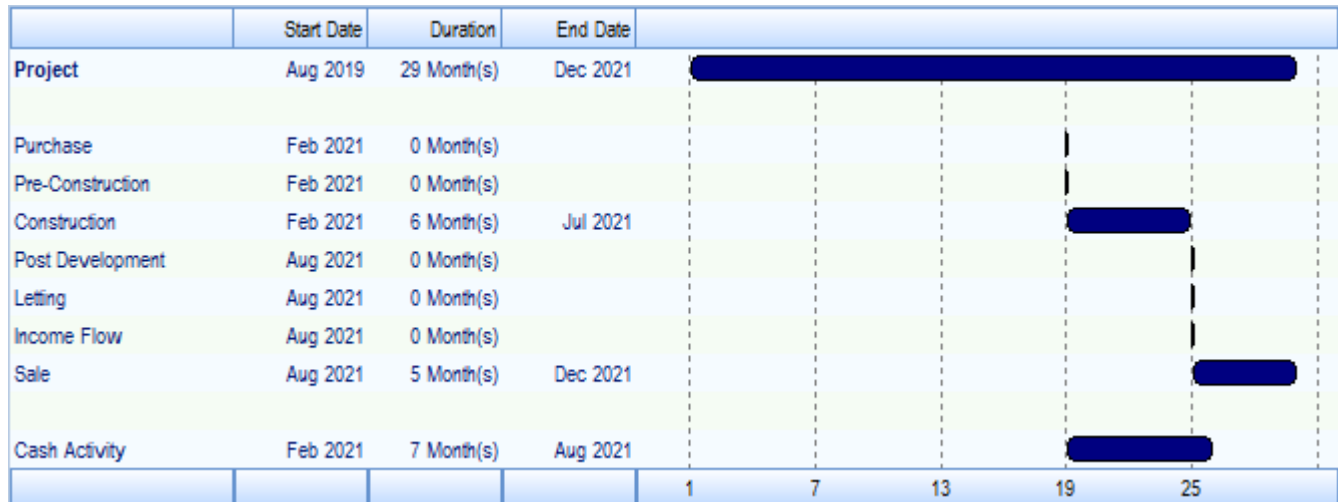 Start Date Duration End Date
Project Aug 2019 29 Month(s) Dec 2021
Purchase Feb 2021 0 Month(s)
Pre-Construction Feb 2021 0 Month(s)
Construction Feb 2021 6 Month(s) Jul 2021
Post Development Aug 2021 0 Month(s)
Letting Aug 2021 0 Month(s)
Income Flow Aug 2021 0 Month(s)
Sale Aug 2021 5 Month(s) Dec 2021
Cash Activity Feb 2021 7 Month(s) Aug 2021
1 7 13 19 25